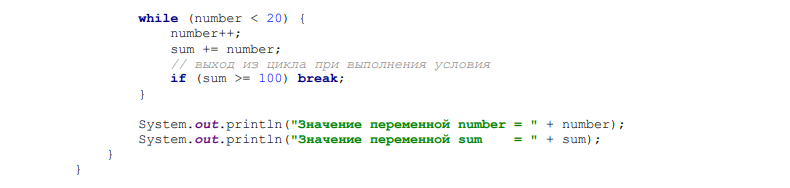 while (number < 20) {
number++;
sum += number;
// выход из цикла при выполнения условия
if (sum >= 100) break;
}
System.out.println("Значение переменной number = " + number);
System.out.println("Значение переменной sum    = " + sum);
}
}